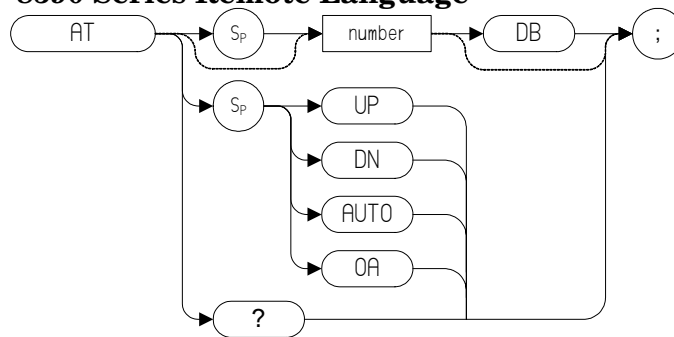 8590 Series Remote Language
AT SP number DB ;
SP UP
DN
AUTO
OA
?